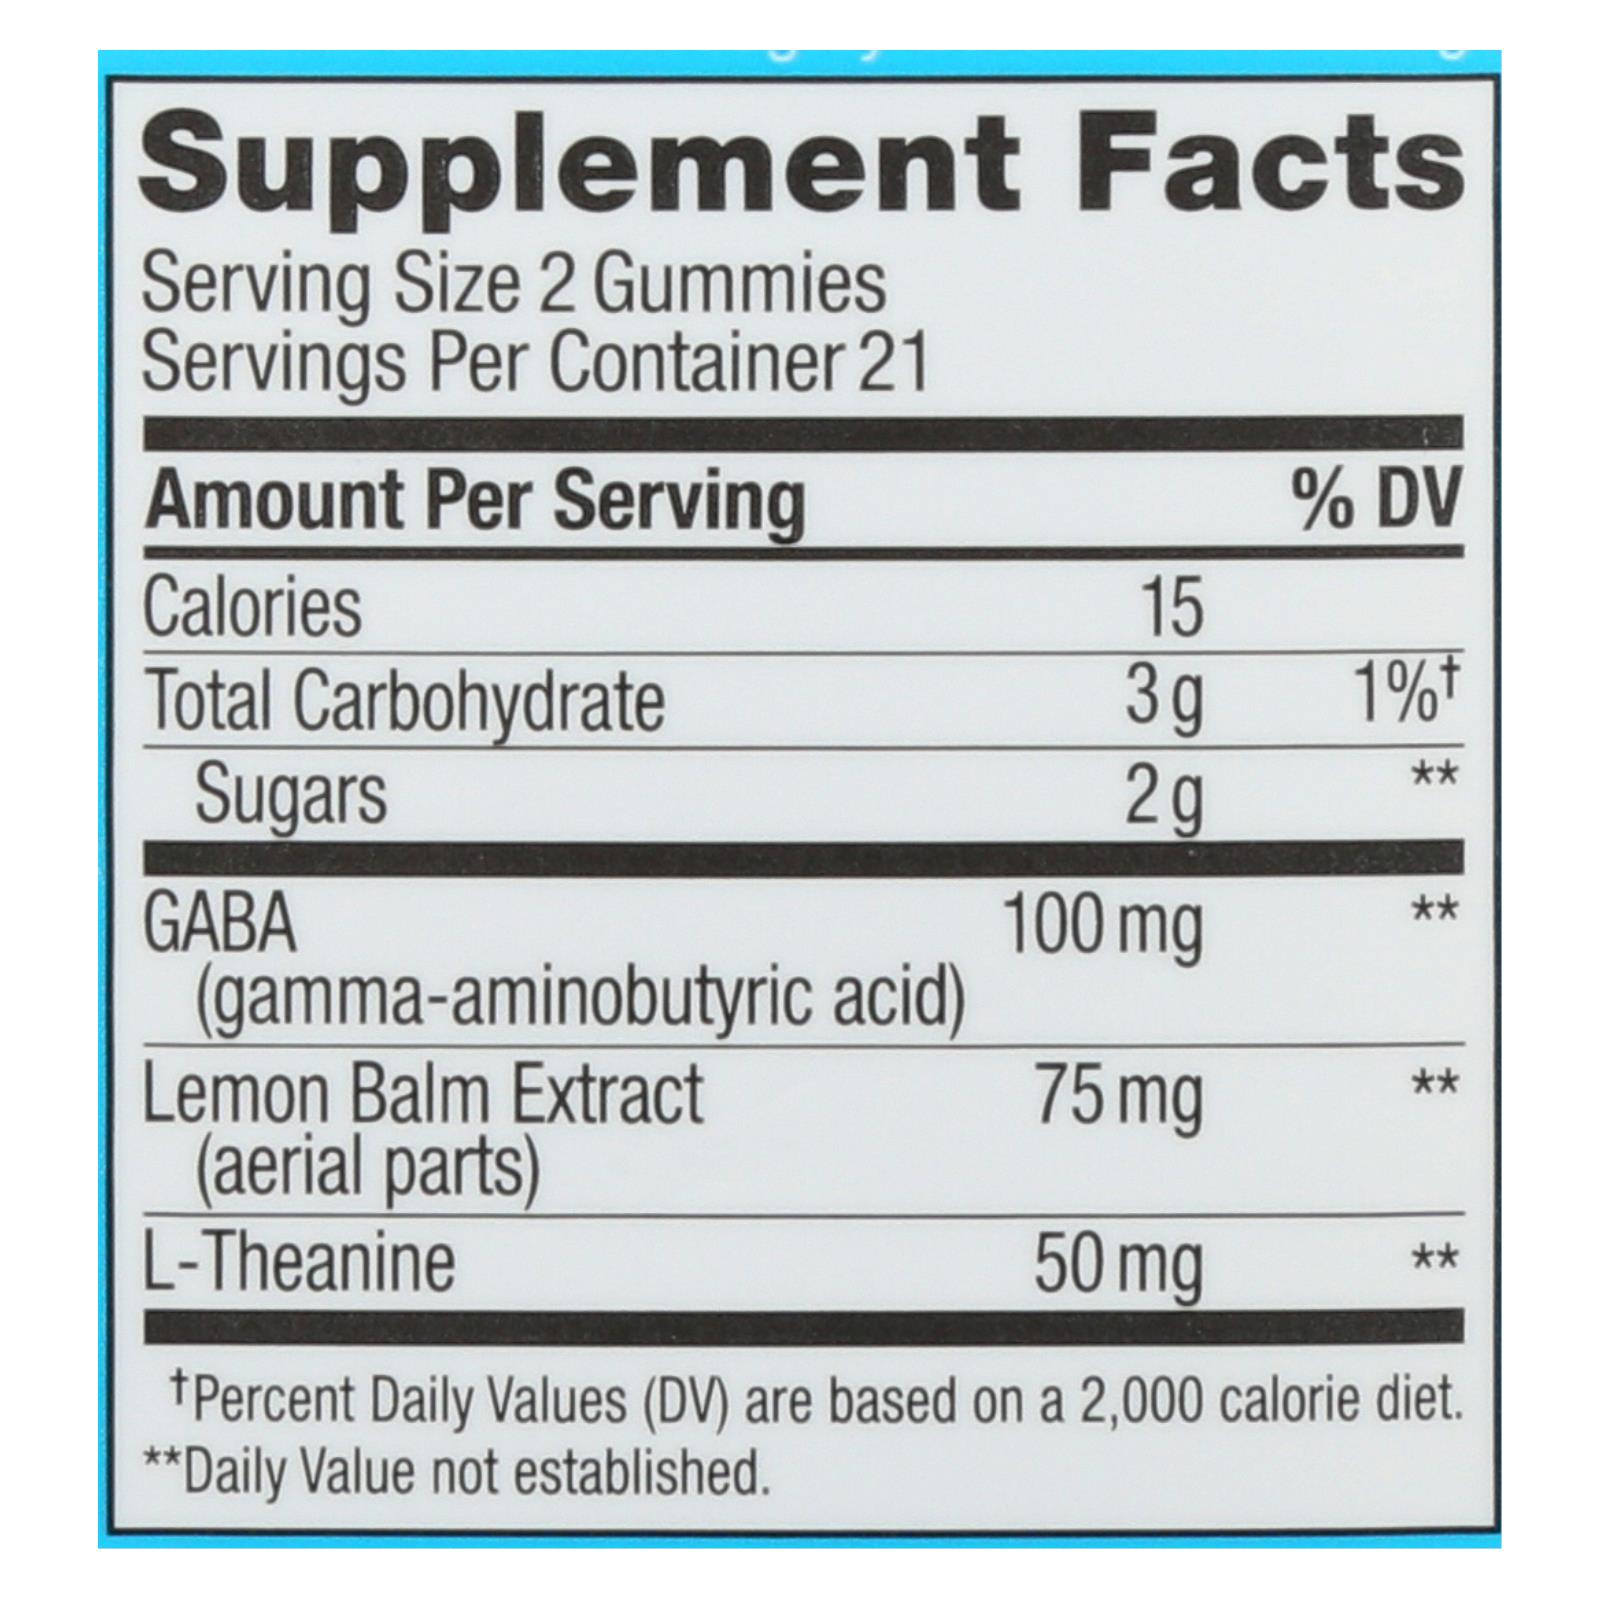 Supplement Facts
Serving Size 2 Gummies
Servings Per Container 21
Amount Per Serving % DV
Calories 15
Total Carbohydrate 3 g 1%†
Sugars 2 g **
GABA 100 mg **
(gamma-aminobutyric acid)
Lemon Balm Extract 75 mg **
(aerial parts)
L-Theanine 50 mg **
†Percent Daily Values (DV) are based on a 2,000 calorie diet.
**Daily Value not established.